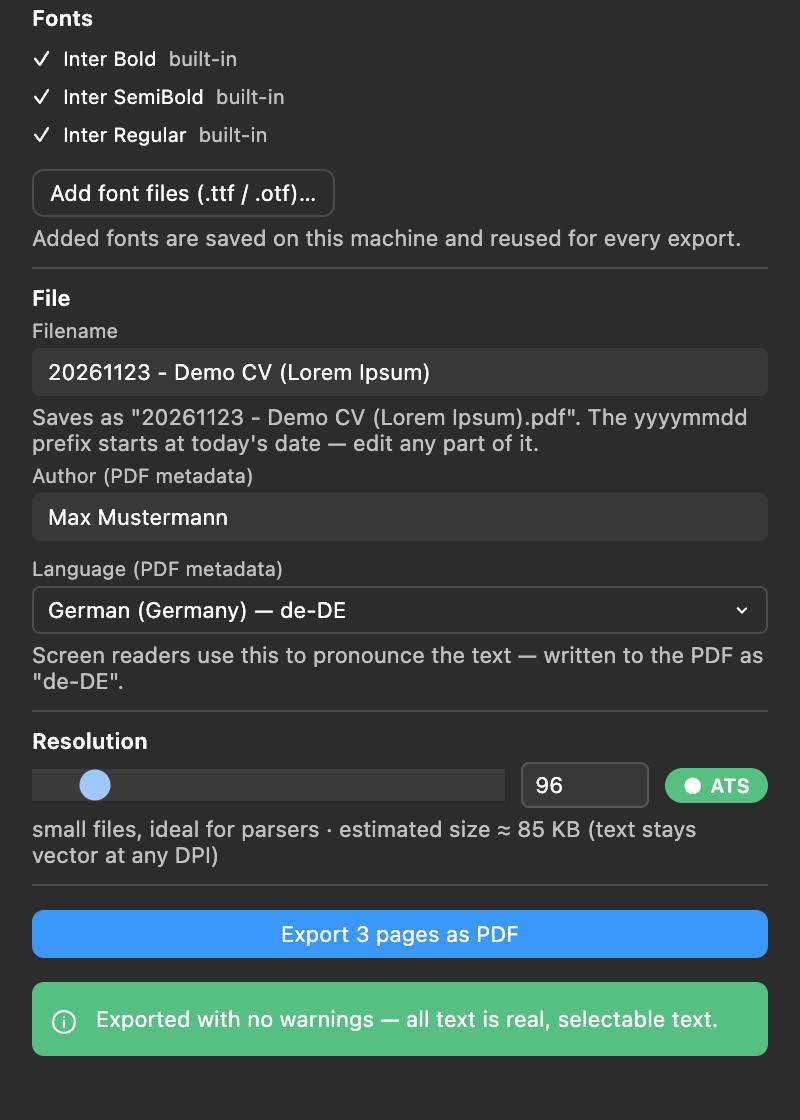 Fonts
✓ Inter Bold built-in
✓ Inter SemiBold built-in
✓ Inter Regular built-in
Add font files (.ttf / .otf)...
Added fonts are saved on this machine and reused for every export.
File
Filename
20261123 - Demo CV (Lorem Ipsum)
Saves as "20261123 - Demo CV (Lorem Ipsum).pdf". The yyyymmdd
prefix starts at today's date — edit any part of it.
Author (PDF metadata)
Max Mustermann
Language (PDF metadata)
German (Germany) — de-DE
Screen readers use this to pronounce the text — written to the PDF as
"de-DE".
Resolution
96
ATS
small files, ideal for parsers · estimated size ≈ 85 KB (text stays
vector at any DPI)
Export 3 pages as PDF
Exported with no warnings — all text is real, selectable text.